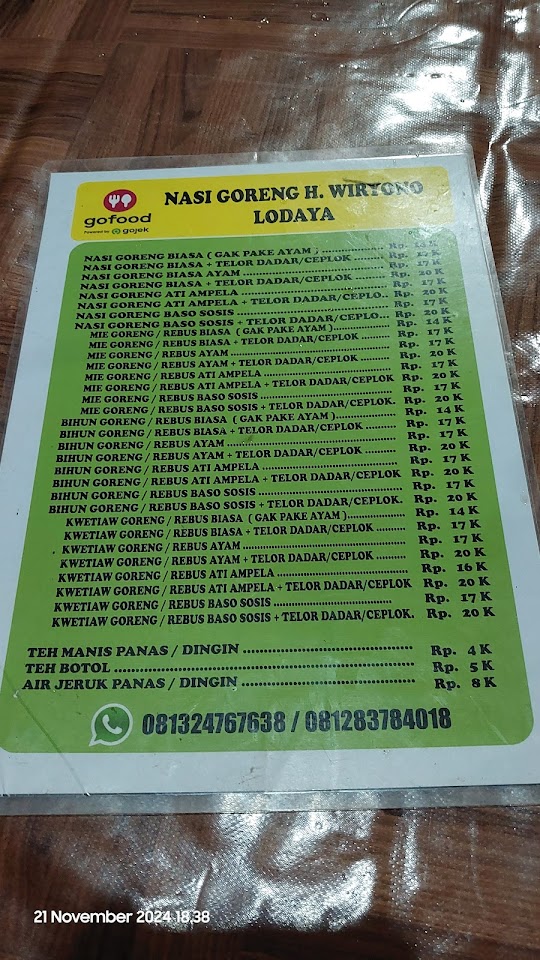 gofood
Powered by gojek
NASI GORENG H. WIRYONO
LODAYA
NASI GORENG BIASA ( GAK PAKE AYAM ) .................. Rp. 14 K
NASI GORENG BIASA + TELOR DADAR/CEPLOK ........ Rp. 17 K
NASI GORENG BIASA AYAM .................. Rp. 17 K
NASI GORENG BIASA + TELOR DADAR/CEPLOK ........ Rp. 20 K
NASI GORENG ATI AMPELA .................. Rp. 17 K
NASI GORENG ATI AMPELA + TELOR DADAR/CEPLO... Rp. 20 K
NASI GORENG BASO SOSIS .................. Rp. 17 K
NASI GORENG BASO SOSIS + TELOR DADAR/CEPLO... Rp. 20 K
MIE GORENG / REBUS BIASA ( GAK PAKE AYAM ).............. Rp. 14 K
MIE GORENG / REBUS BIASA + TELOR DADAR/CEPLOK ........ Rp. 17 K
MIE GORENG / REBUS AYAM .................. Rp. 17 K
MIE GORENG / REBUS AYAM + TELOR DADAR/CEPLOK ........ Rp. 20 K
MIE GORENG / REBUS ATI AMPELA .................. Rp. 17 K
MIE GORENG / REBUS ATI AMPELA + TELOR DADAR/CEPLOK Rp. 20 K
MIE GORENG / REBUS BASO SOSIS .................. Rp. 17 K
MIE GORENG / REBUS BASO SOSIS + TELOR DADAR/CEPLOK. Rp. 20 K
BIHUN GORENG / REBUS BIASA ( GAK PAKE AYAM ) .............. Rp. 14 K
BIHUN GORENG / REBUS BIASA + TELOR DADAR/CEPLOK ........ Rp. 17 K
BIHUN GORENG / REBUS AYAM .................. Rp. 17 K
BIHUN GORENG / REBUS AYAM + TELOR DADAR/CEPLOK ........ Rp. 20 K
BIHUN GORENG / REBUS ATI AMPELA .................. Rp. 17 K
BIHUN GORENG / REBUS ATI AMPELA + TELOR DADAR/CEPLOK Rp. 20 K
BIHUN GORENG / REBUS BASO SOSIS .................. Rp. 17 K
BIHUN GORENG / REBUS BASO SOSIS + TELOR DADAR/CEPLOK. Rp. 20 K
KWETIAW GORENG / REBUS BIASA ( GAK PAKE AYAM ).............. Rp. 14 K
KWETIAW GORENG / REBUS BIASA + TELOR DADAR/CEPLOK ........ Rp. 17 K
KWETIAW GORENG / REBUS AYAM .................. Rp. 17 K
KWETIAW GORENG / REBUS AYAM + TELOR DADAR/CEPLOK ........ Rp. 20 K
KWETIAW GORENG / REBUS ATI AMPELA .................. Rp. 16 K
KWETIAW GORENG / REBUS ATI AMPELA + TELOR DADAR/CEPLOK Rp. 20 K
KWETIAW GORENG / REBUS BASO SOSIS .................. Rp. 17 K
KWETIAW GORENG / REBUS BASO SOSIS + TELOR DADAR/CEPLOK. Rp. 20 K
TEH MANIS PANAS / DINGIN .................. Rp. 4 K
TEH BOTOL .................. Rp. 5 K
AIR JERUK PANAS / DINGIN .................. Rp. 8 K
081324767638 / 081283784018
21 November 2024 18.38